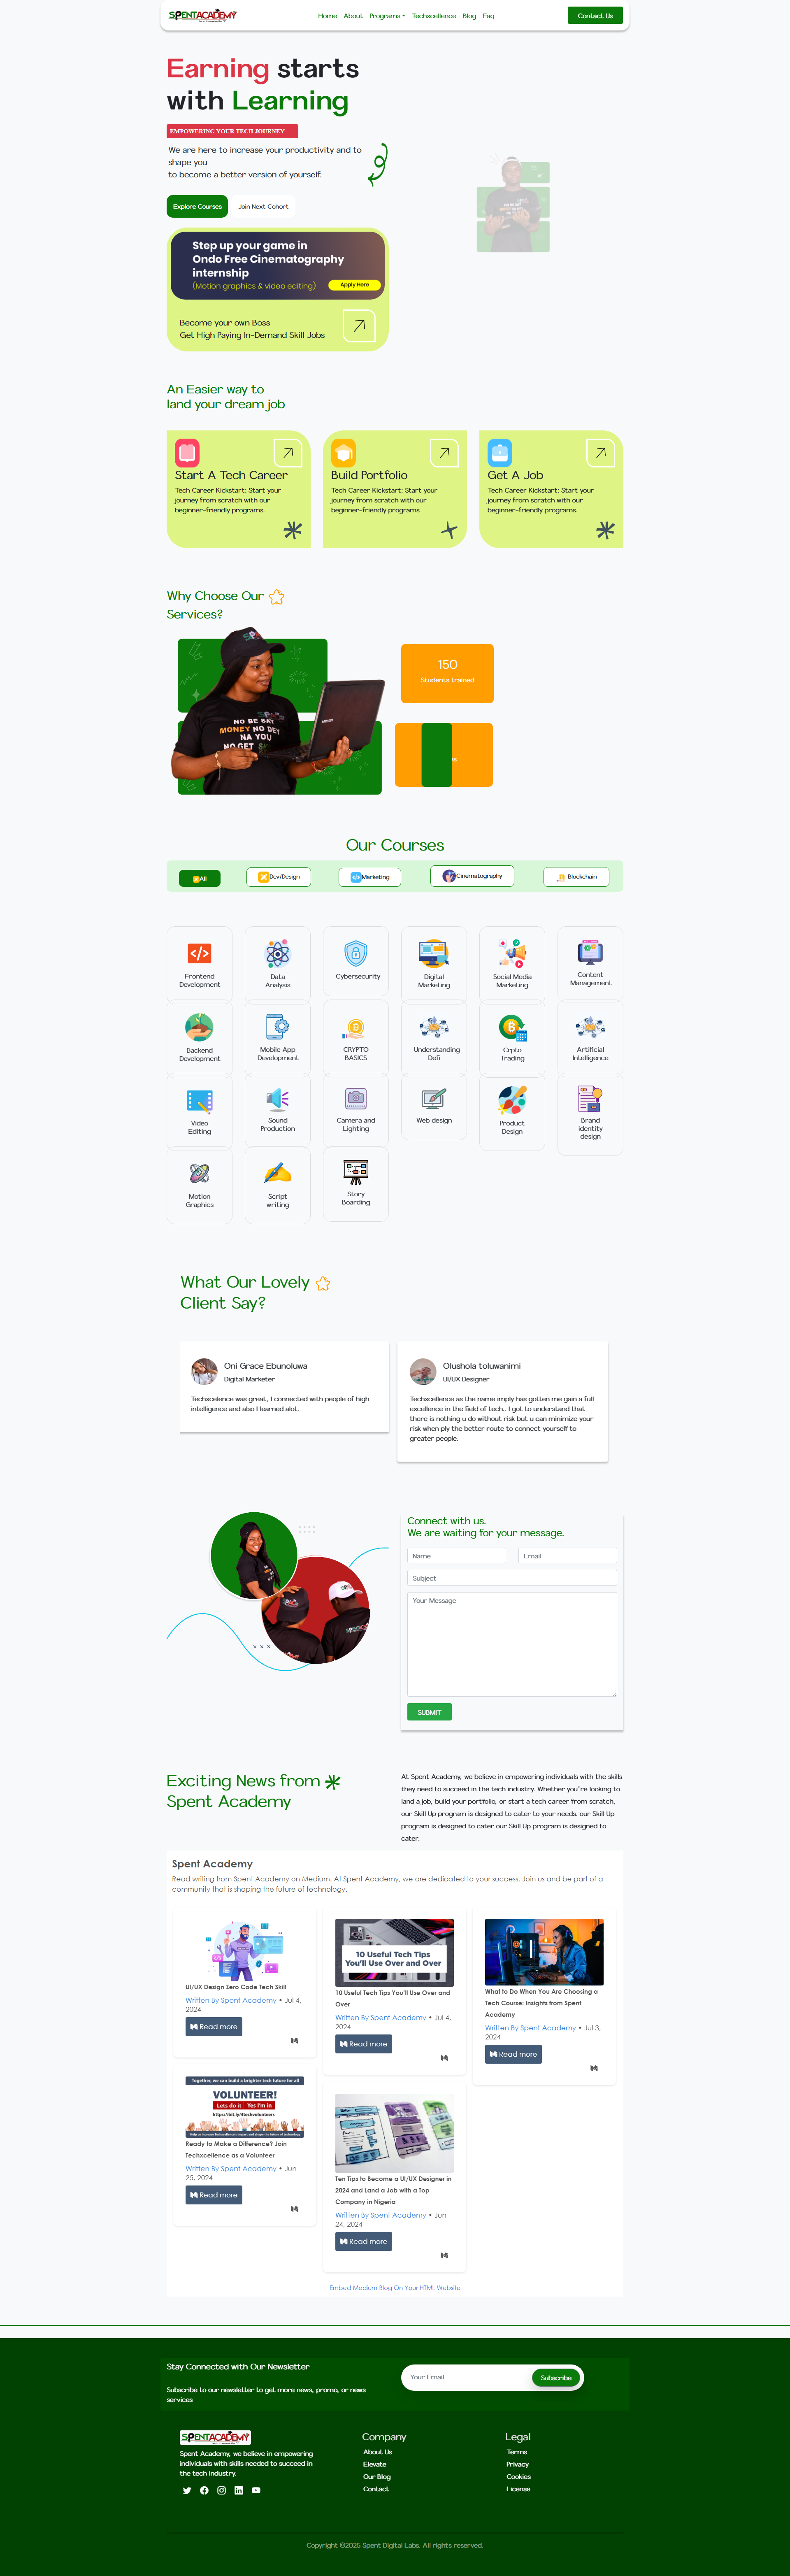 SPENTACADEMY
Home About Programs Techxcellence Blog Faq
Contact Us
Earning starts
with Learning
EMPOWERING YOUR TECH JOURNEY
We are here to increase your productivity and to
shape you
to become a better version of yourself.
Explore Courses
Join Next Cohort
Step up your game in
Ondo Free Cinematography
internship
(Motion graphics & video editing)
Apply Here
Become your own Boss
Get High Paying In-Demand Skill Jobs
An Easier way to
land your dream job
Start A Tech Career
Tech Career Kickstart: Start your
journey from scratch with our
beginner-friendly programs.
Build Portfolio
Tech Career Kickstart: Start your
journey from scratch with our
beginner-friendly programs
Get A Job
Tech Career Kickstart: Start your
journey from scratch with our
beginner-friendly programs.
Why Choose Our
Services?
NO BE SAY
MONEY NO DEY
NA YOU
NO GET
150
Students trained
Our Courses
All
Dev/Design
Marketing
Cinematography
Blockchain
Frontend
Development
Data
Analysis
Cybersecurity
Digital
Marketing
Social Media
Marketing
Content
Management
Backend
Development
Mobile App
Development
CRYPTO
BASICS
Understanding
Defi
Crpto
Trading
Artificial
Intelligence
Video
Editing
Sound
Production
Camera and
Lighting
Web design
Product
Design
Brand
identity
design
Motion
Graphics
Script
writing
Story
Boarding
What Our Lovely
Client Say?
Oni Grace Ebunoluwa
Digital Marketer
Techxcelence was great, I connected with people of high
intelligence and also I learned alot.
Olushola toluwanimi
UI/UX Designer
Techxcellence as the name imply has gotten me gain a full
excellence in the field of tech.. I got to understand that
there is nothing u do without risk but u can minimize your
risk when ply the better route to connect yourself to
greater people.
Connect with us.
We are waiting for your message.
Name
Email
Subject
Your Message
SUBMIT
Exciting News from
Spent Academy
At Spent Academy, we believe in empowering individuals with the skills
they need to succeed in the tech industry. Whether you're looking to
land a job, build your portfolio, or start a tech career from scratch,
our Skill Up program is designed to cater to your needs. our Skill Up
program is designed to cater our Skill Up program is designed to
cater.
Spent Academy
Read writing from Spent Academy on Medium. At Spent Academy, we are dedicated to your success. Join us and be part of a
community that is shaping the future of technology.
UI/UX Design Zero Code Tech Skill
Written By Spent Academy • Jul 4,
2024
Read more
10 Useful Tech Tips
You'll Use Over and Over
10 Useful Tech Tips You'll Use Over and
Over
Written By Spent Academy • Jul 4,
2024
Read more
What to Do When You Are Choosing a
Tech Course: Insights from Spent
Academy
Written By Spent Academy • Jul 3,
2024
Read more
Together, we can build a brighter tech future for all
VOLUNTEER!
Lets do it Yes I'm in
https://bit.ly/Itechvolunteers
Ready to Make a Difference? Join
Techxcellence as a Volunteer
Written By Spent Academy • Jun
25, 2024
Read more
Ten Tips to Become a UI/UX Designer in
2024 and Land a Job with a Top
Company in Nigeria
Written By Spent Academy • Jun
24, 2024
Read more
Embed Medium Blog On Your HTML Website
Stay Connected with Our Newsletter
Subscribe to our newsletter to get more news, promo, or news
services
Your Email
Subscribe
SPENTACADEMY
Spent Academy, we believe in empowering
individuals with skills needed to succeed in
the tech industry.
Company
About Us
Elevate
Our Blog
Contact
Legal
Terms
Privacy
Cookies
License
Copyright ©2025 Spent Digital Labs. All rights reserved.